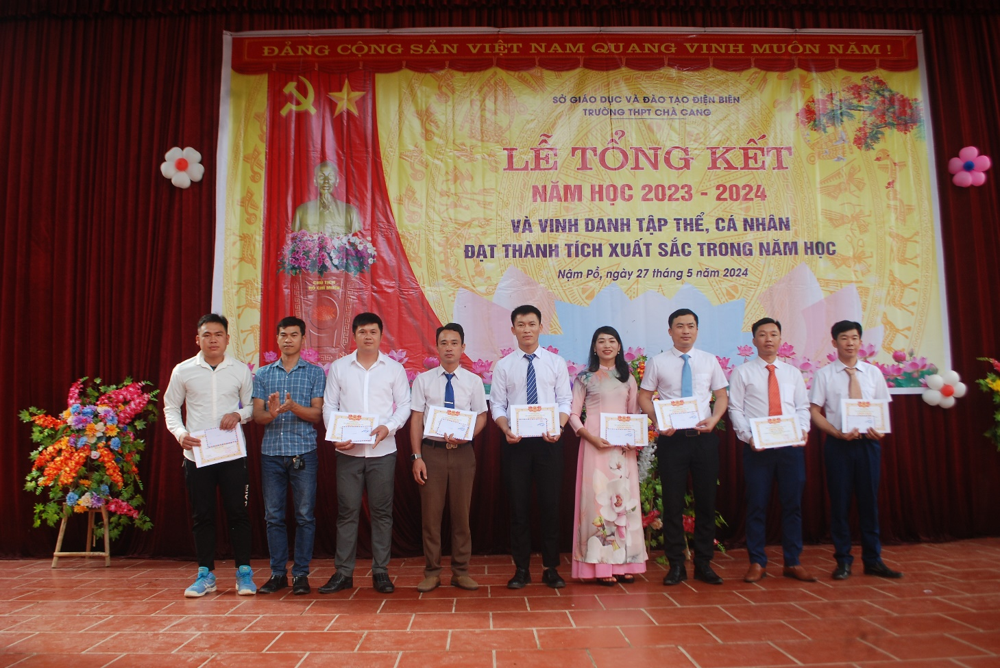 ĐẢNG CỘNG SẢN VIỆT NAM QUANG VINH MUÔN NĂM !
SỞ GIÁO DỤC VÀ ĐÀO TẠO ĐIỆN BIÊN
TRƯỜNG THPT CHÀ CANG
LỄ TỔNG KẾT
NĂM HỌC 2023 - 2024
VÀ VINH DANH TẬP THỂ, CÁ NHÂN
ĐẠT THÀNH TÍCH XUẤT SẮC TRONG NĂM HỌC
Nậm Pồ, ngày 27 tháng 5 năm 2024
CHỦ TỊCH
HỒ CHÍ MINH